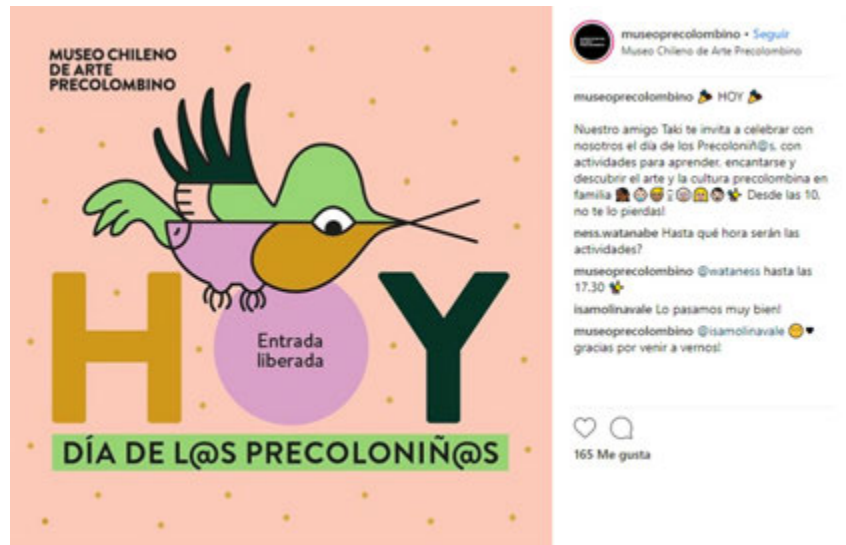 MUSEO CHILENO
DE ARTE
PRECOLOMBINO
HOY
Entrada
liberada
DÍA DE L@S PRECOLONIÑ@S
museoprecolombino • Seguir
Museo Chileno de Arte Precolombino
museoprecolombino 🎉 HOY 🎉
Nuestro amigo Taki te invita a celebrar con
nosotros el día de los Precoloniñ@s, con
actividades para aprender, encantarse y
descubrir el arte y la cultura precolombina en
familia Desde las 10,
no te lo pierdas!
ness.watanabe Hasta qué hora serán las
actividades?
museoprecolombino @wataness hasta las
17.30
isamolinavale Lo pasamos muy bien!
museoprecolombino @isamolinavale 😁♥
gracias por venir a vernos!
165 Me gusta